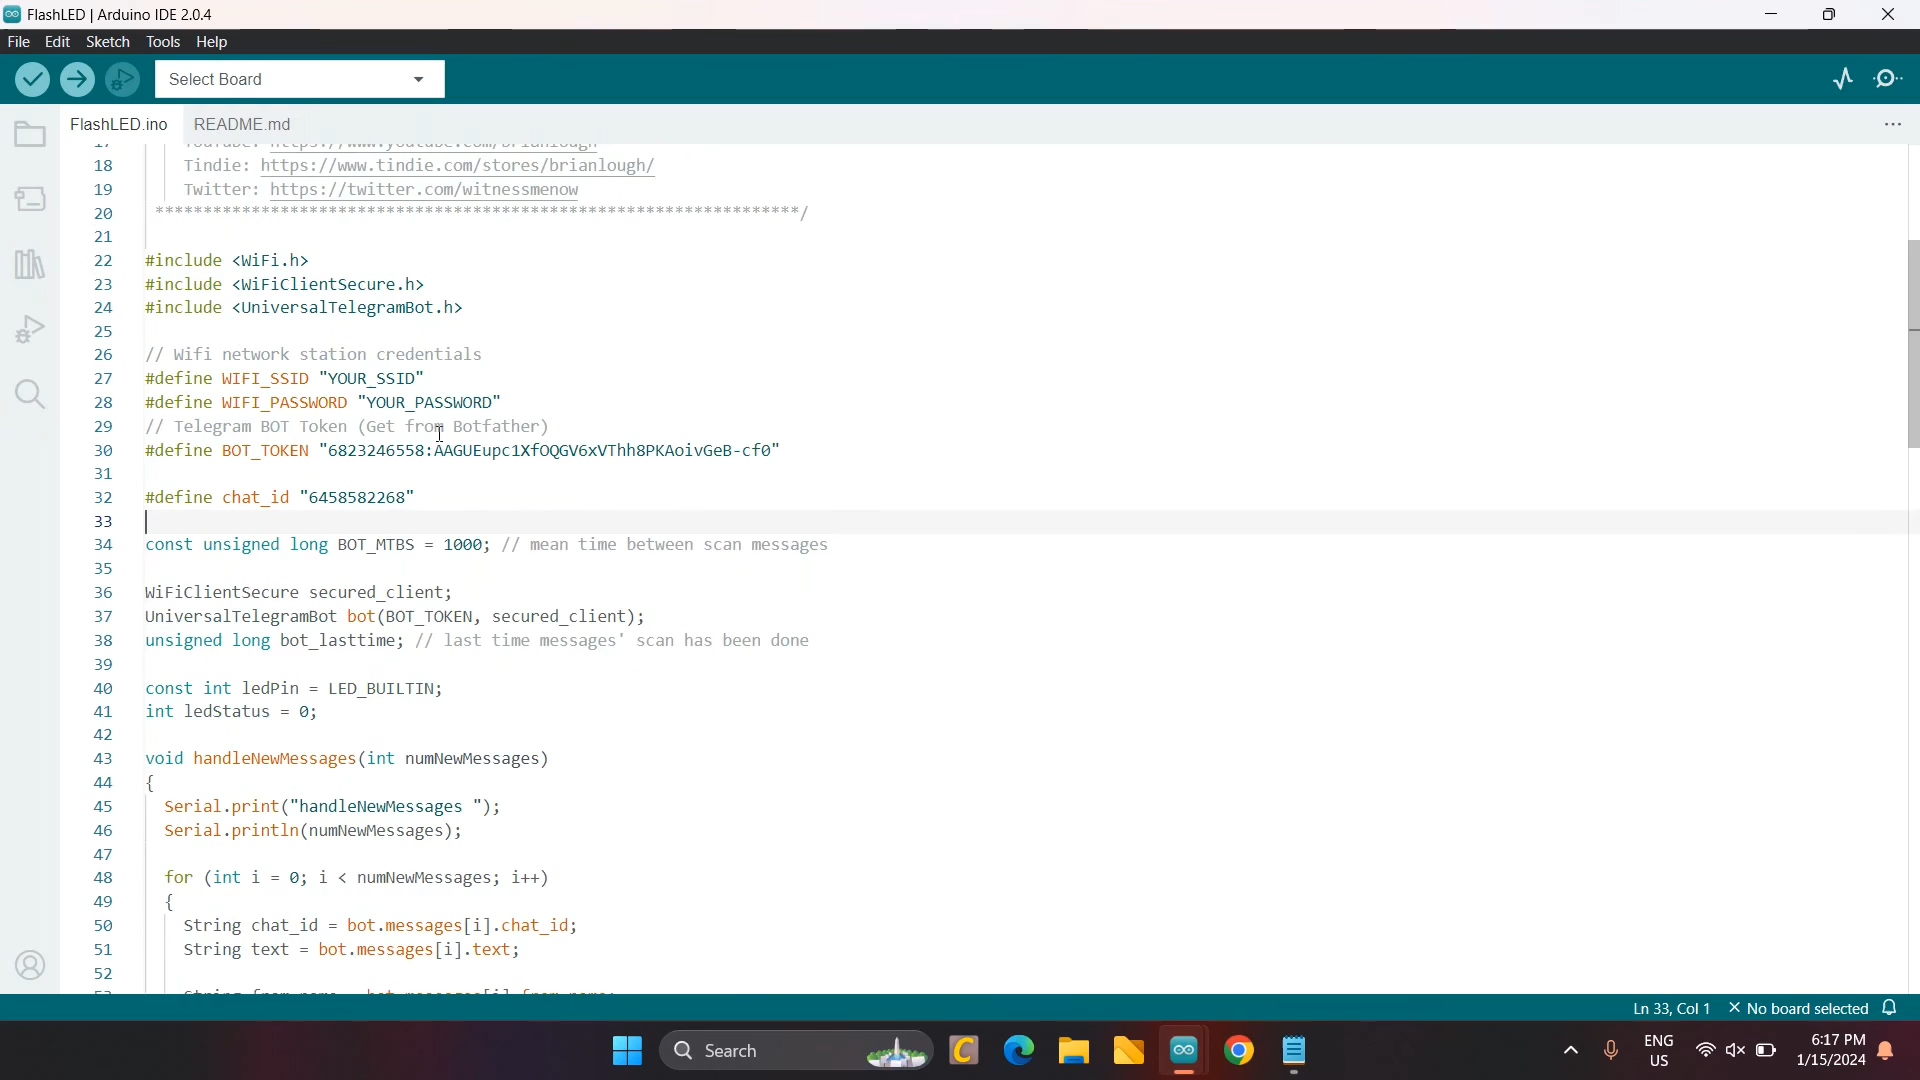 FlashLED | Arduino IDE 2.0.4
File Edit Sketch Tools Help
Select Board
FlashLED.ino README.md
18 Tindie: https://www.tindie.com/stores/brianlough/
19 Twitter: https://twitter.com/witnessmenow
20 *******************************************************************/
21
22 #include <WiFi.h>
23 #include <WiFiClientSecure.h>
24 #include <UniversalTelegramBot.h>
25
26 // Wifi network station credentials
27 #define WIFI_SSID "YOUR_SSID"
28 #define WIFI_PASSWORD "YOUR_PASSWORD"
29 // Telegram BOT Token (Get from Botfather)
30 #define BOT_TOKEN "6823246558:AAGUEupc1XfOQGV6xVThh8PKAoivGeB-cf0"
31
32 #define chat_id "6458582268"
33
34 const unsigned long BOT_MTBS = 1000; // mean time between scan messages
35
36 WiFiClientSecure secured_client;
37 UniversalTelegramBot bot(BOT_TOKEN, secured_client);
38 unsigned long bot_lasttime; // last time messages' scan has been done
39
40 const int ledPin = LED_BUILTIN;
41 int ledStatus = 0;
42
43 void handleNewMessages(int numNewMessages)
44 {
45 Serial.print("handleNewMessages ");
46 Serial.println(numNewMessages);
47
48 for (int i = 0; i < numNewMessages; i++)
49 {
50 String chat_id = bot.messages[i].chat_id;
51 String text = bot.messages[i].text;
52
Ln 33, Col 1 × No board selected
Search
ENG
US
6:17 PM
1/15/2024